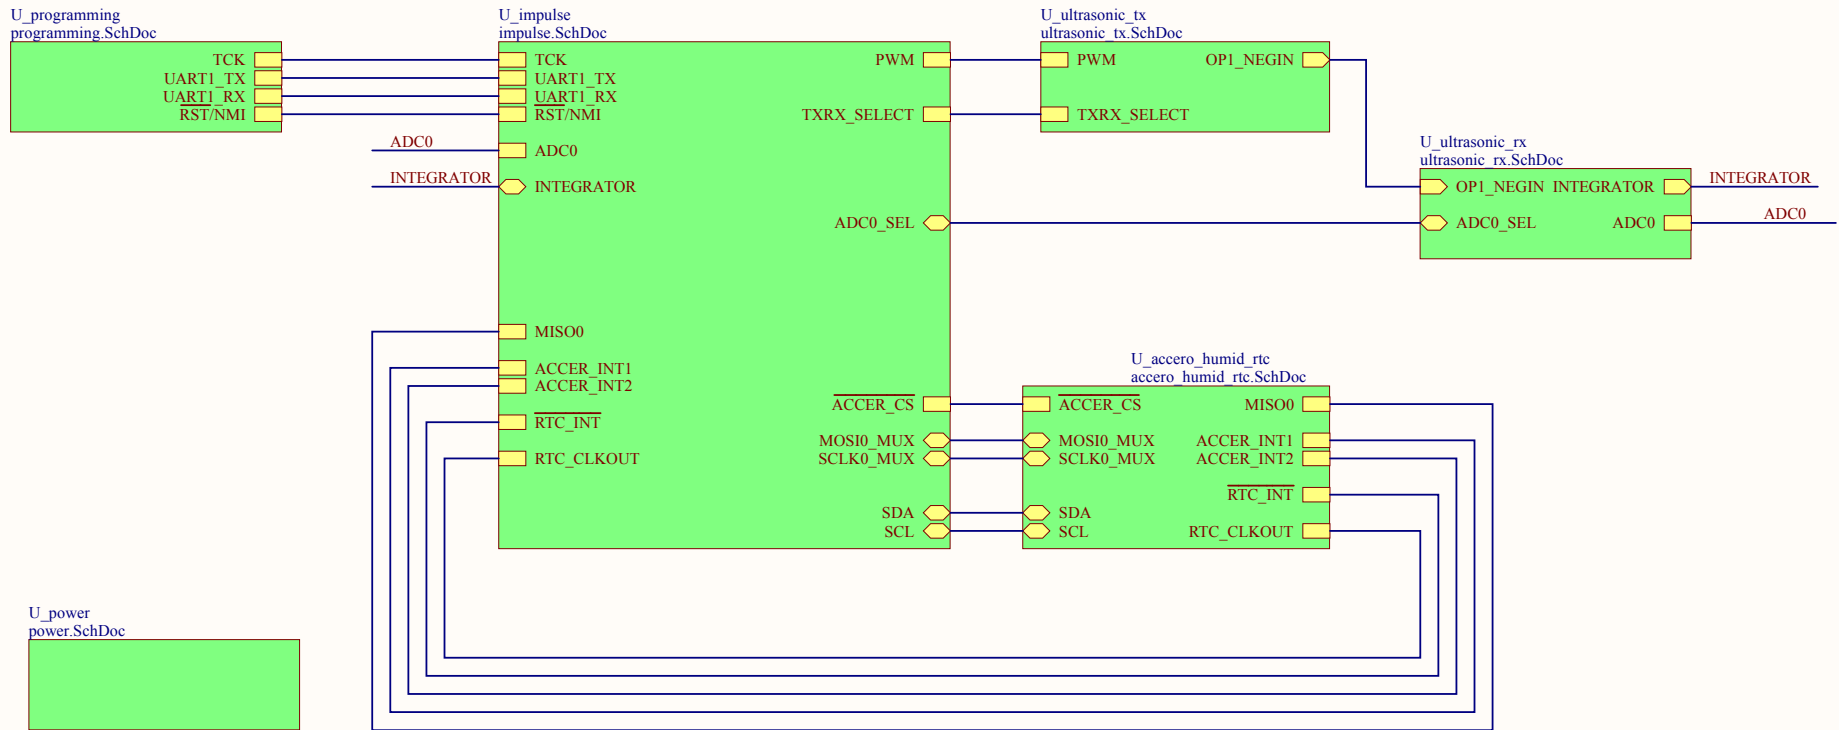 U_programming
programming.SchDoc
TCK
UART1_TX
UART1_RX
RST/NMI
U_impulse
impulse.SchDoc
TCK
UART1_TX
UART1_RX
RST/NMI
ADC0
ADC0
INTEGRATOR
INTEGRATOR
MISO0
ACCER_INT1
ACCER_INT2
RTC_INT
RTC_CLKOUT
PWM
TXRX_SELECT
ADC0_SEL
ACCER_CS
MOSI0_MUX
SCLK0_MUX
SDA
SCL
U_ultrasonic_tx
ultrasonic_tx.SchDoc
PWM
OP1_NEGIN
TXRX_SELECT
U_ultrasonic_rx
ultrasonic_rx.SchDoc
OP1_NEGIN
INTEGRATOR
INTEGRATOR
ADC0_SEL
ADC0
ADC0
U_accero_humid_rtc
accero_humid_rtc.SchDoc
ACCER_CS
MISO0
MOSI0_MUX
ACCER_INT1
SCLK0_MUX
ACCER_INT2
RTC_INT
SDA
SCL
RTC_CLKOUT
U_power
power.SchDoc